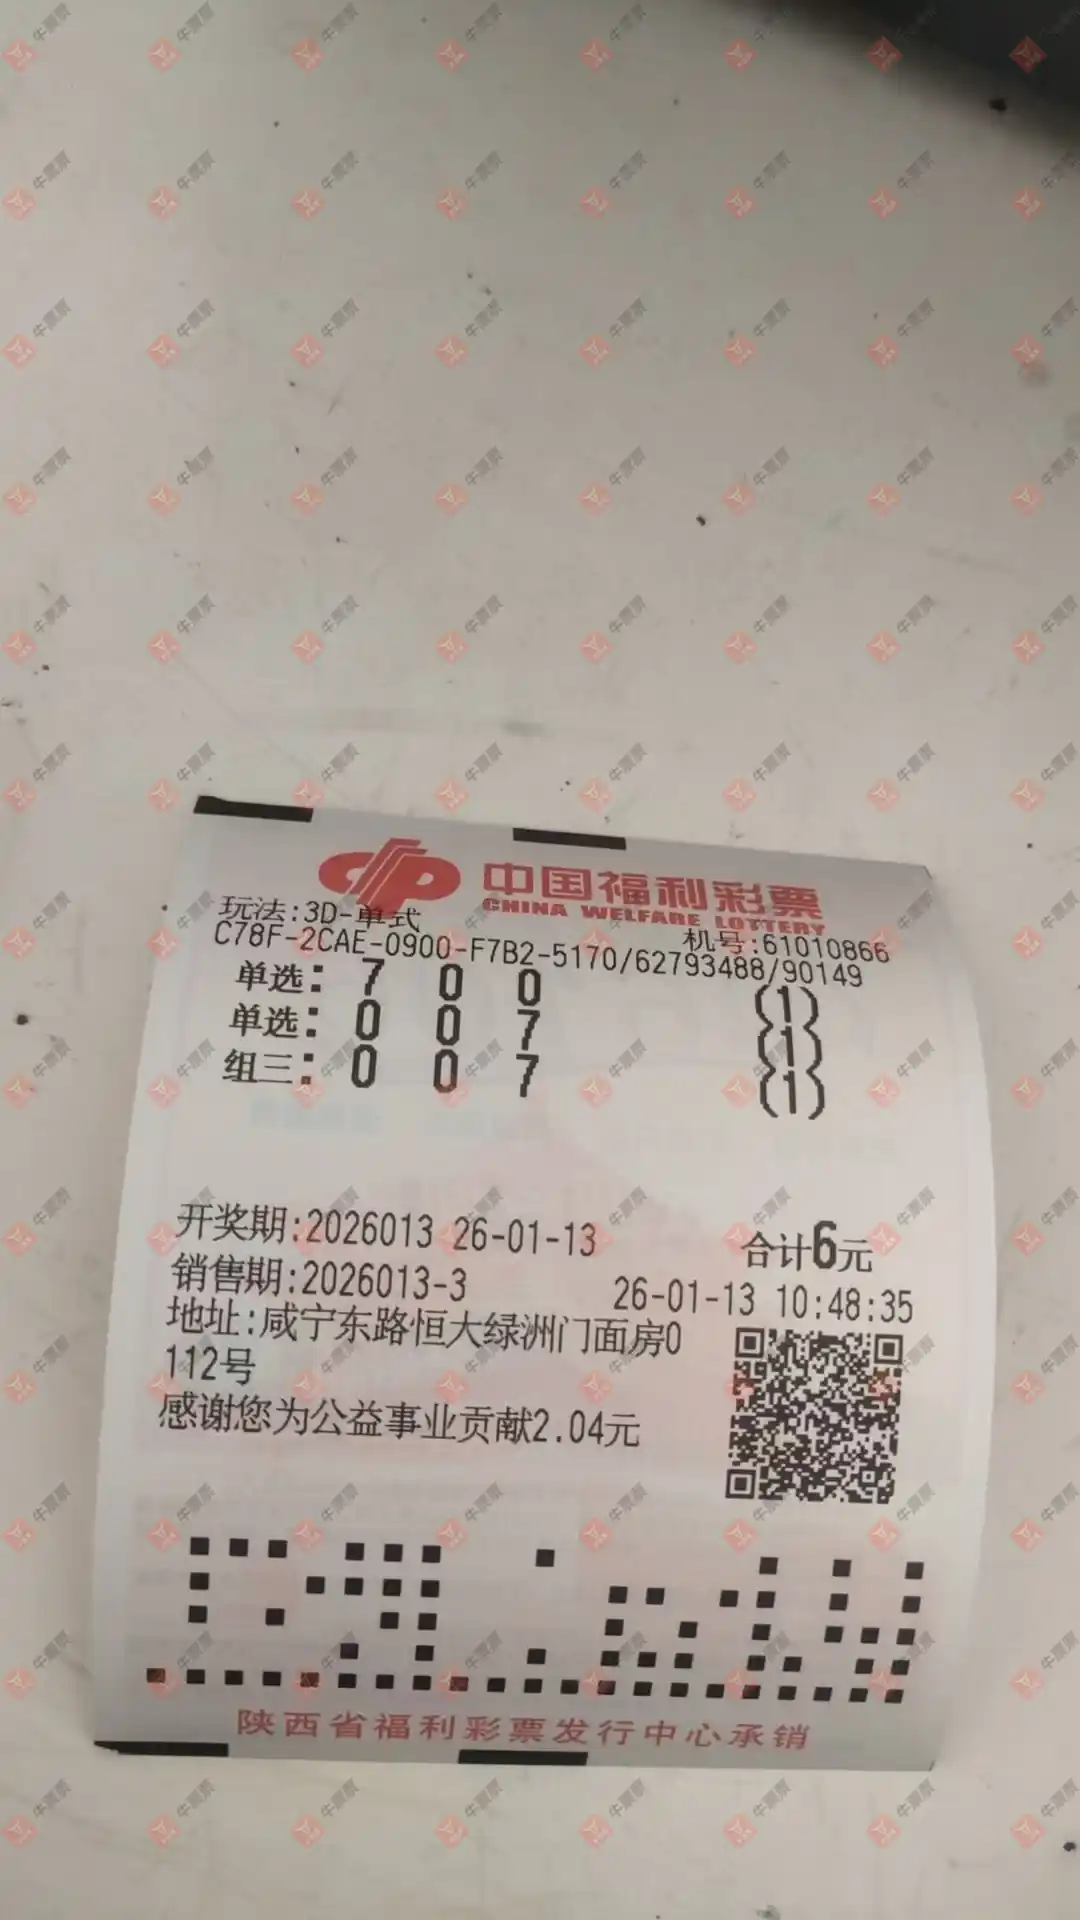 中国福利彩票
CHINA WELFARE LOTTERY
玩法:3D-单式
机号:61010866
C78F-2CAE-0900-F7B2-5170/62793488/90149
单选: 7 0 0 (1)
单选: 0 0 7 (1)
组三: 0 0 7 (1)
开奖期:2026013 26-01-13
合计6元
销售期:2026013-3
26-01-13 10:48:35
地址:咸宁东路恒大绿洲门面房0
112号
感谢您为公益事业贡献2.04元
陕西省福利彩票发行中心承销